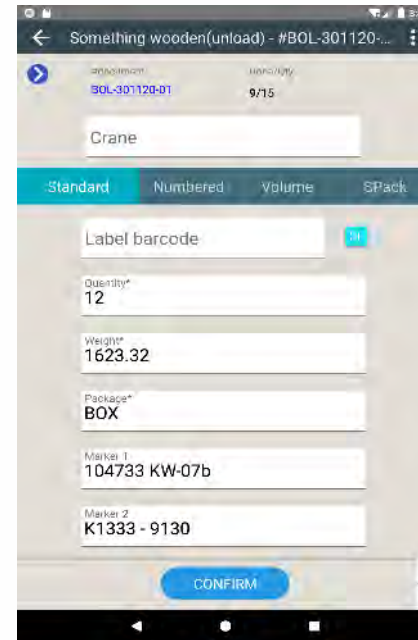 Something wooden(unload) - #BOL-301120-...
BOL-301120-01
9/15
Crane
Standard Numbered Volume SPack
Label barcode
Quantity*
12
Weight*
1623.32
Package*
BOX
Marker 1
104733 KW-07b
Marker 2
K1333 - 9130
CONFIRM